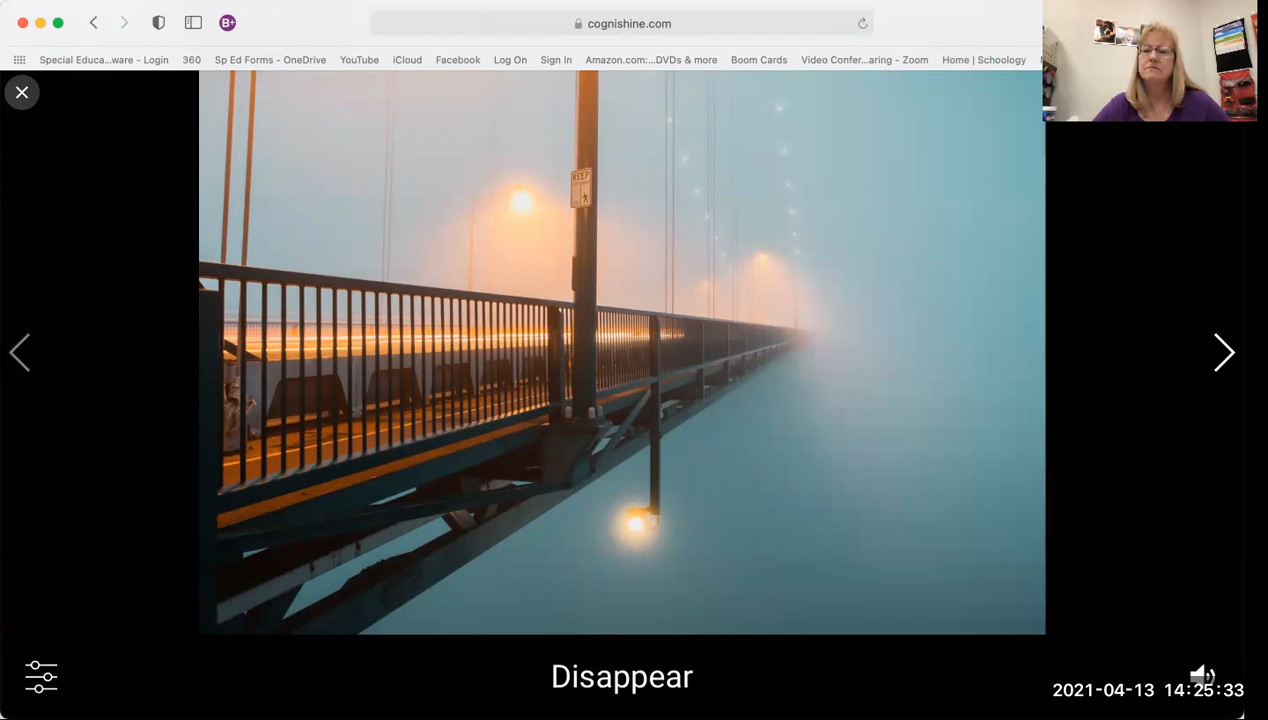 cognishine.com
Special Educa...ware - Login 360 Sp Ed Forms - OneDrive YouTube iCloud Facebook Log On Sign In Amazon.com:...DVDs & more Boom Cards Video Confer...aring - Zoom Home | Schoology
B+
KEEP
Disappear
2021-04-13 14:25:33